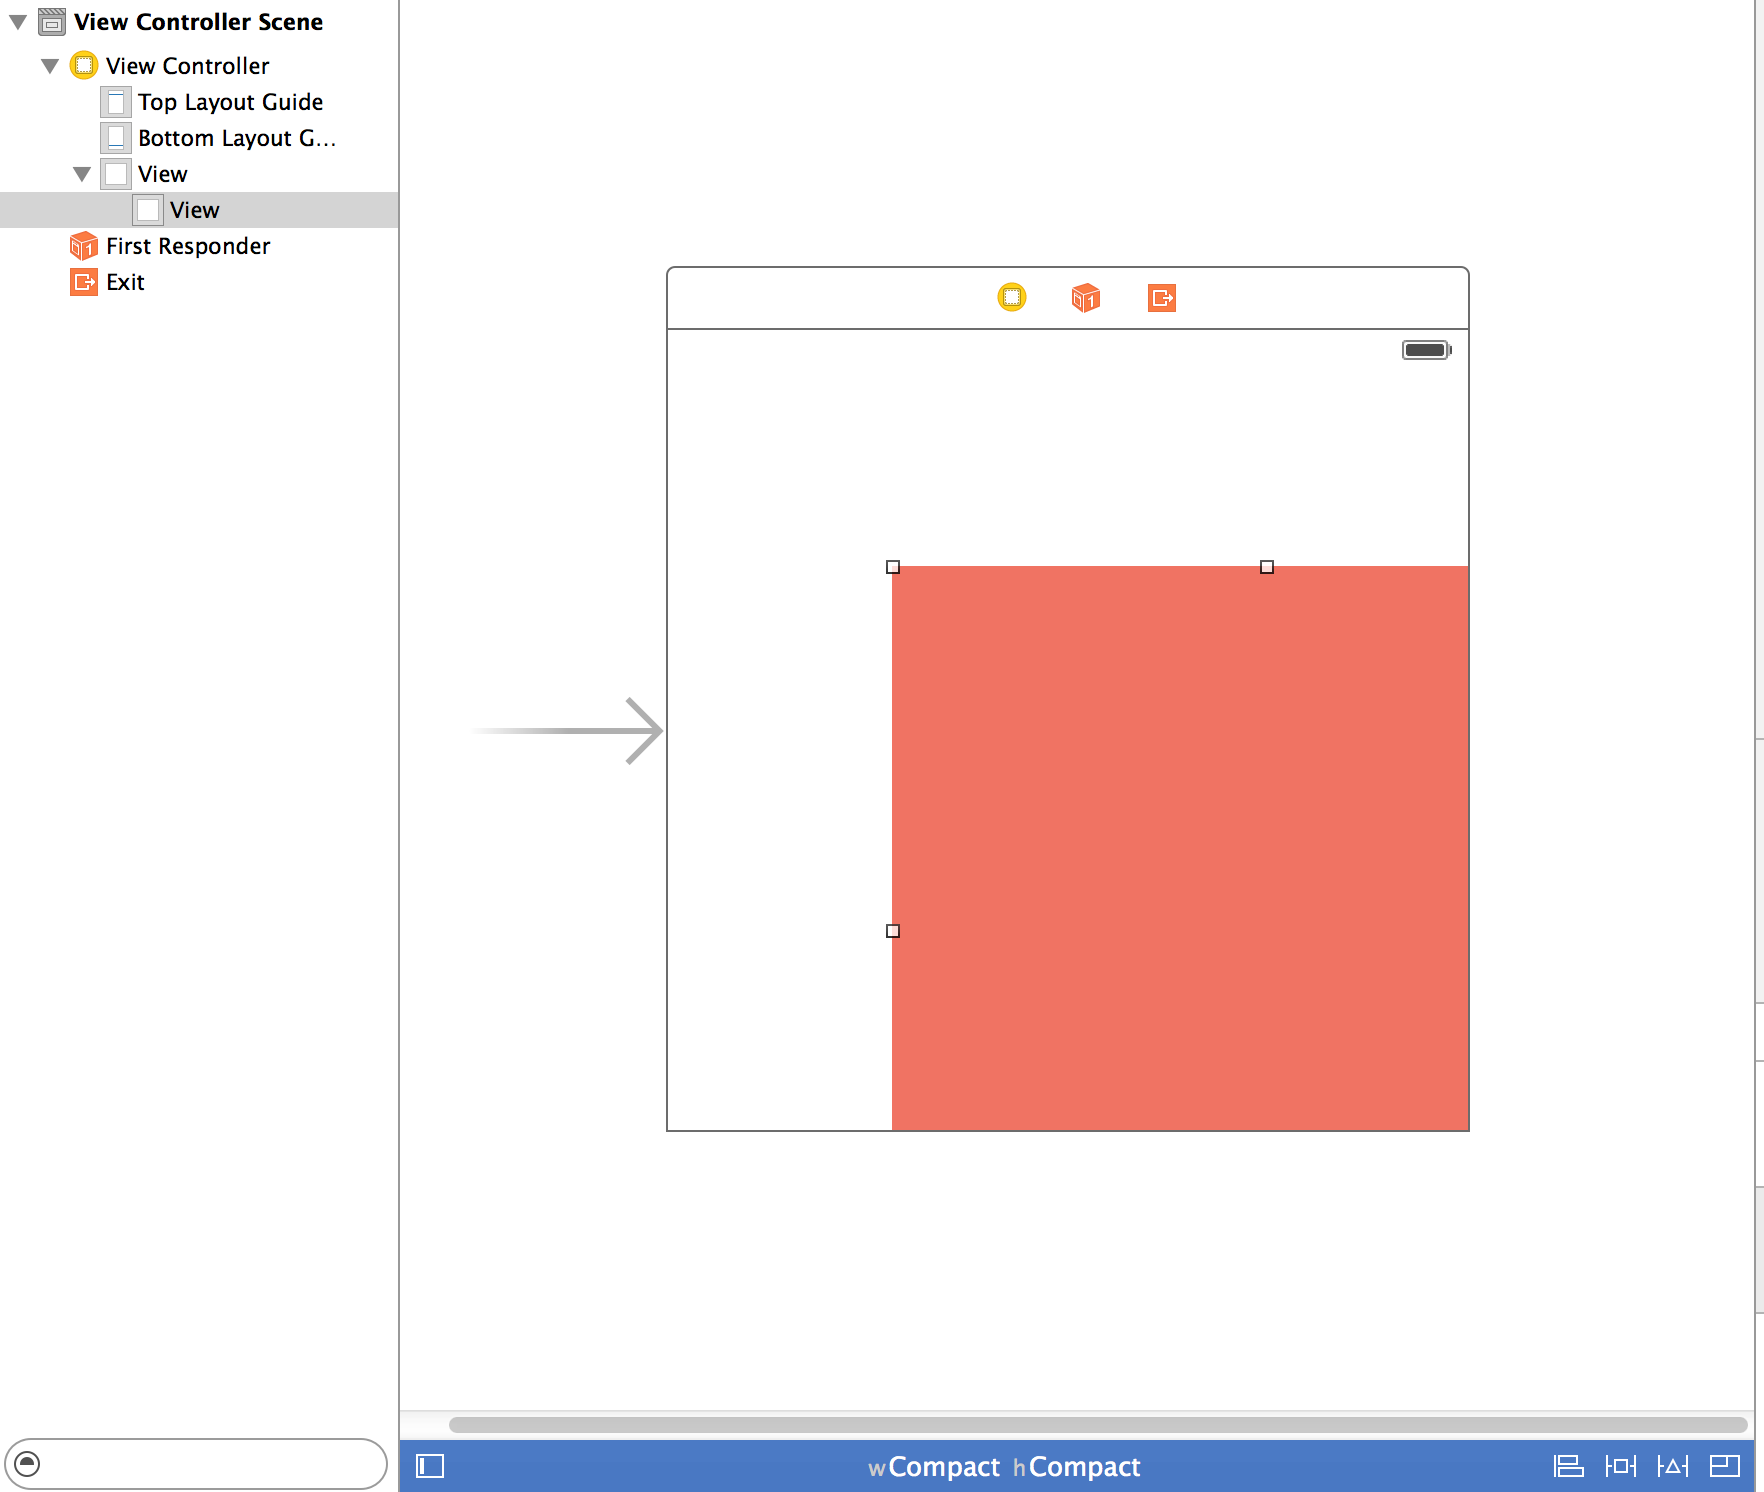 View Controller Scene
View Controller
Top Layout Guide
Bottom Layout G...
View
View
First Responder
Exit
wCompact hCompact